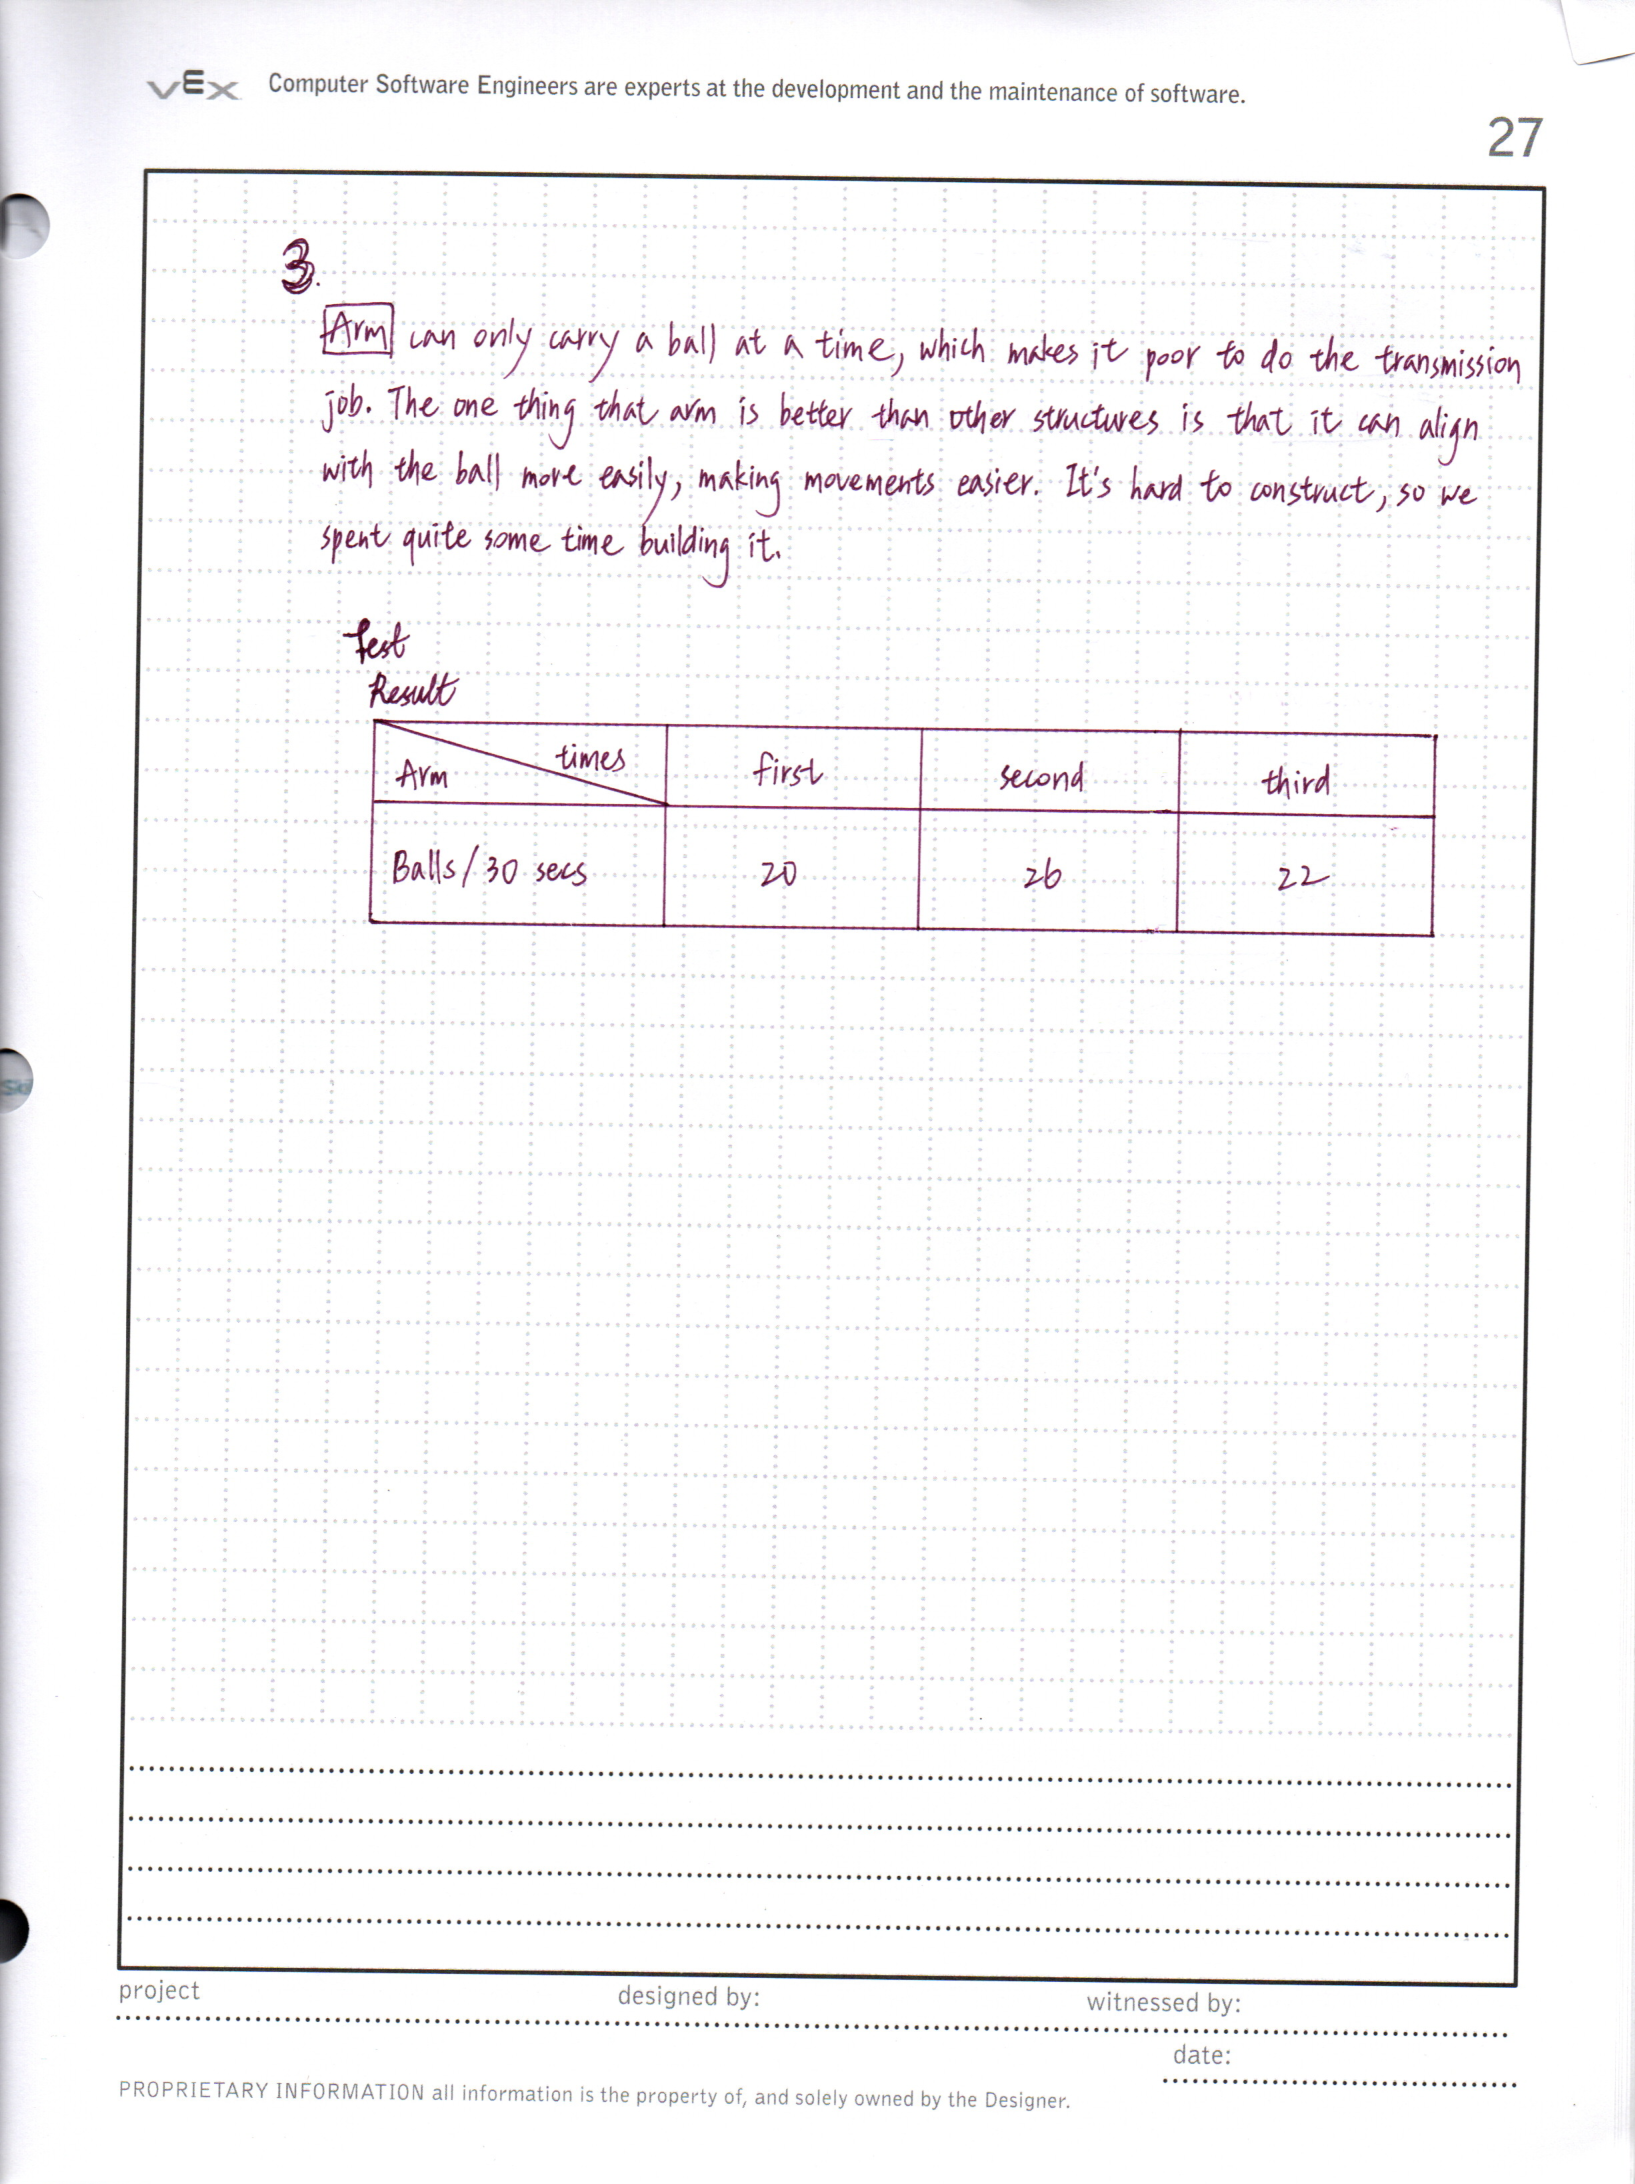 VEX Computer Software Engineers are experts at the development and the maintenance of software.
27
3.
Arm can only carry a ball at a time, which makes it poor to do the transmission
job. The one thing that arm is better than other structures is that it can align
with the ball more easily, making movements easier. It's hard to construct, so we
spent quite some time building it.
Test
Result
times
Arm first second third
Balls/30 secs 20 26 22
project designed by: witnessed by:
date:
PROPRIETARY INFORMATION all information is the property of, and solely owned by the Designer.